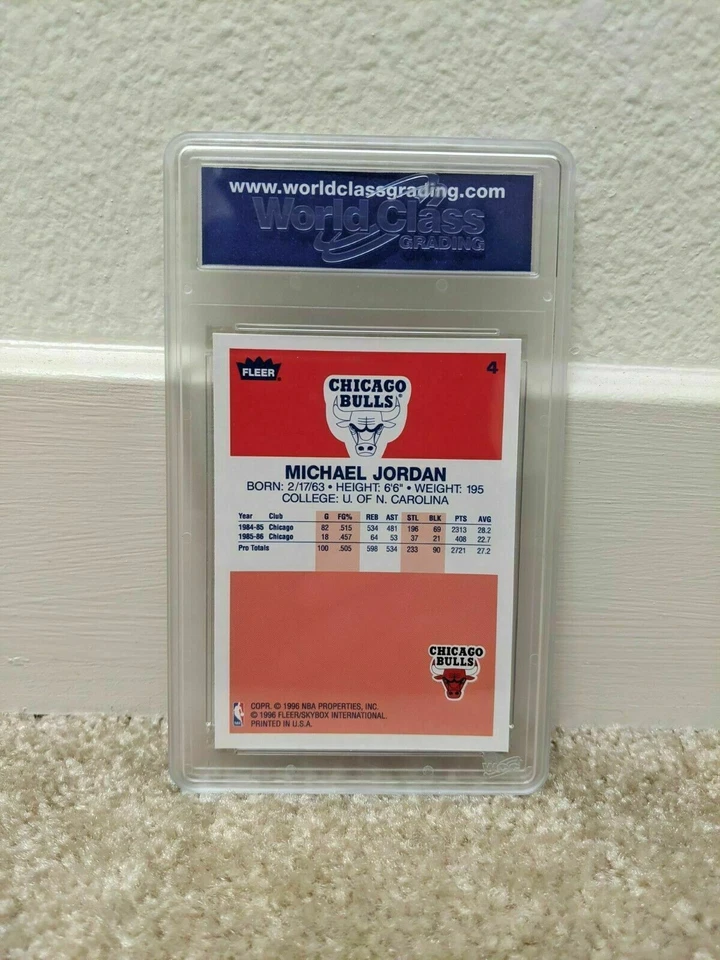 www.worldclassgrading.com
World Class
GRADING
FLEER®
4
CHICAGO
BULLS®
MICHAEL JORDAN
BORN: 2/17/63 • HEIGHT: 6'6" • WEIGHT: 195
COLLEGE: U. OF N. CAROLINA
Year Club G FG% REB AST STL BLK PTS AVG
1984-85 Chicago 82 .515 534 481 196 69 2313 28.2
1985-86 Chicago 18 .457 64 53 37 21 408 22.7
Pro Totals 100 .505 598 534 233 90 2721 27.2
CHICAGO
BULLS
COPR. © 1996 NBA PROPERTIES, INC.
© 1996 FLEER/SKYBOX INTERNATIONAL.
PRINTED IN U.S.A.